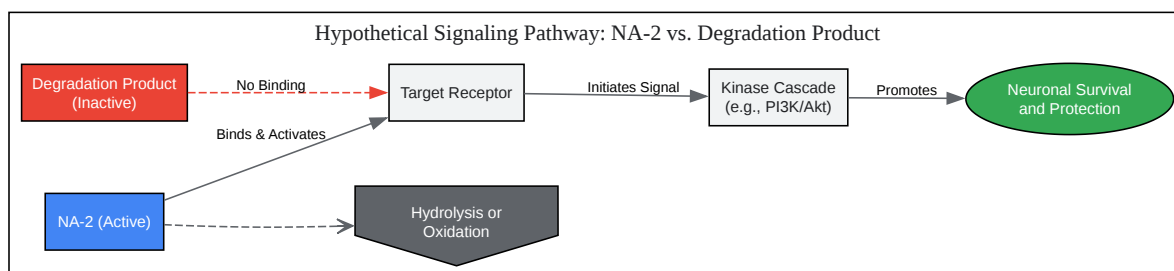 Hypothetical Signaling Pathway: NA-2 vs. Degradation Product
Degradation Product
(Inactive)
No Binding
Target Receptor
Initiates Signal
Kinase Cascade
(e.g., PI3K/Akt)
Promotes
Neuronal Survival
and Protection
Binds & Activates
NA-2 (Active)
Hydrolysis or
Oxidation